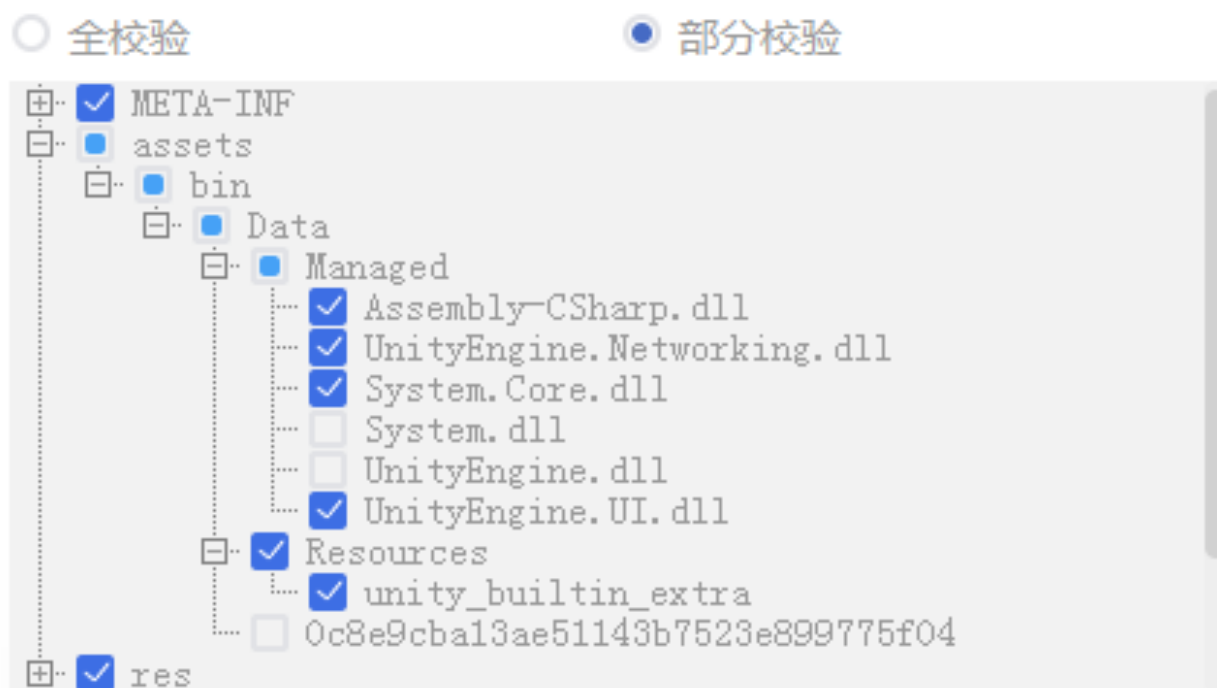 全校验 部分校验
META-INF
assets
bin
Data
Managed
Assembly-CSharp.dll
UnityEngine.Networking.dll
System.Core.dll
System.dll
UnityEngine.dll
UnityEngine.UI.dll
Resources
unity_builtin_extra
0c8e9cba13ae51143b7523e899775f04
res